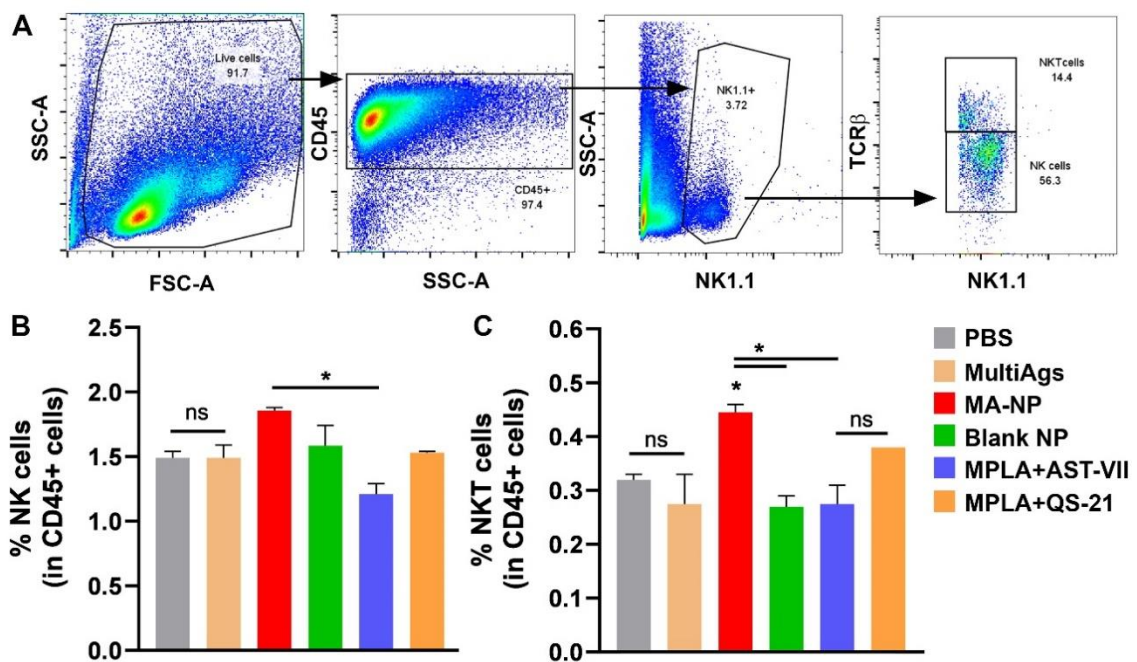 A
SSC-A
Live cells
91.7
FSC-A
CD45
CD45+
97.4
SSC-A
SSC-A
NK1.1+
3.72
NK1.1
TCRβ
NKTcells
14.4
NK cells
56.3
NK1.1
B
% NK cells
(in CD45+ cells)
2.5
2.0
1.5
1.0
0.5
0.0
ns
*
C
% NKT cells
(in CD45+ cells)
0.6
0.5
0.4
0.3
0.2
0.1
0.0
ns
*
*
ns
PBS
MultiAgs
MA-NP
Blank NP
MPLA+AST-VII
MPLA+QS-21